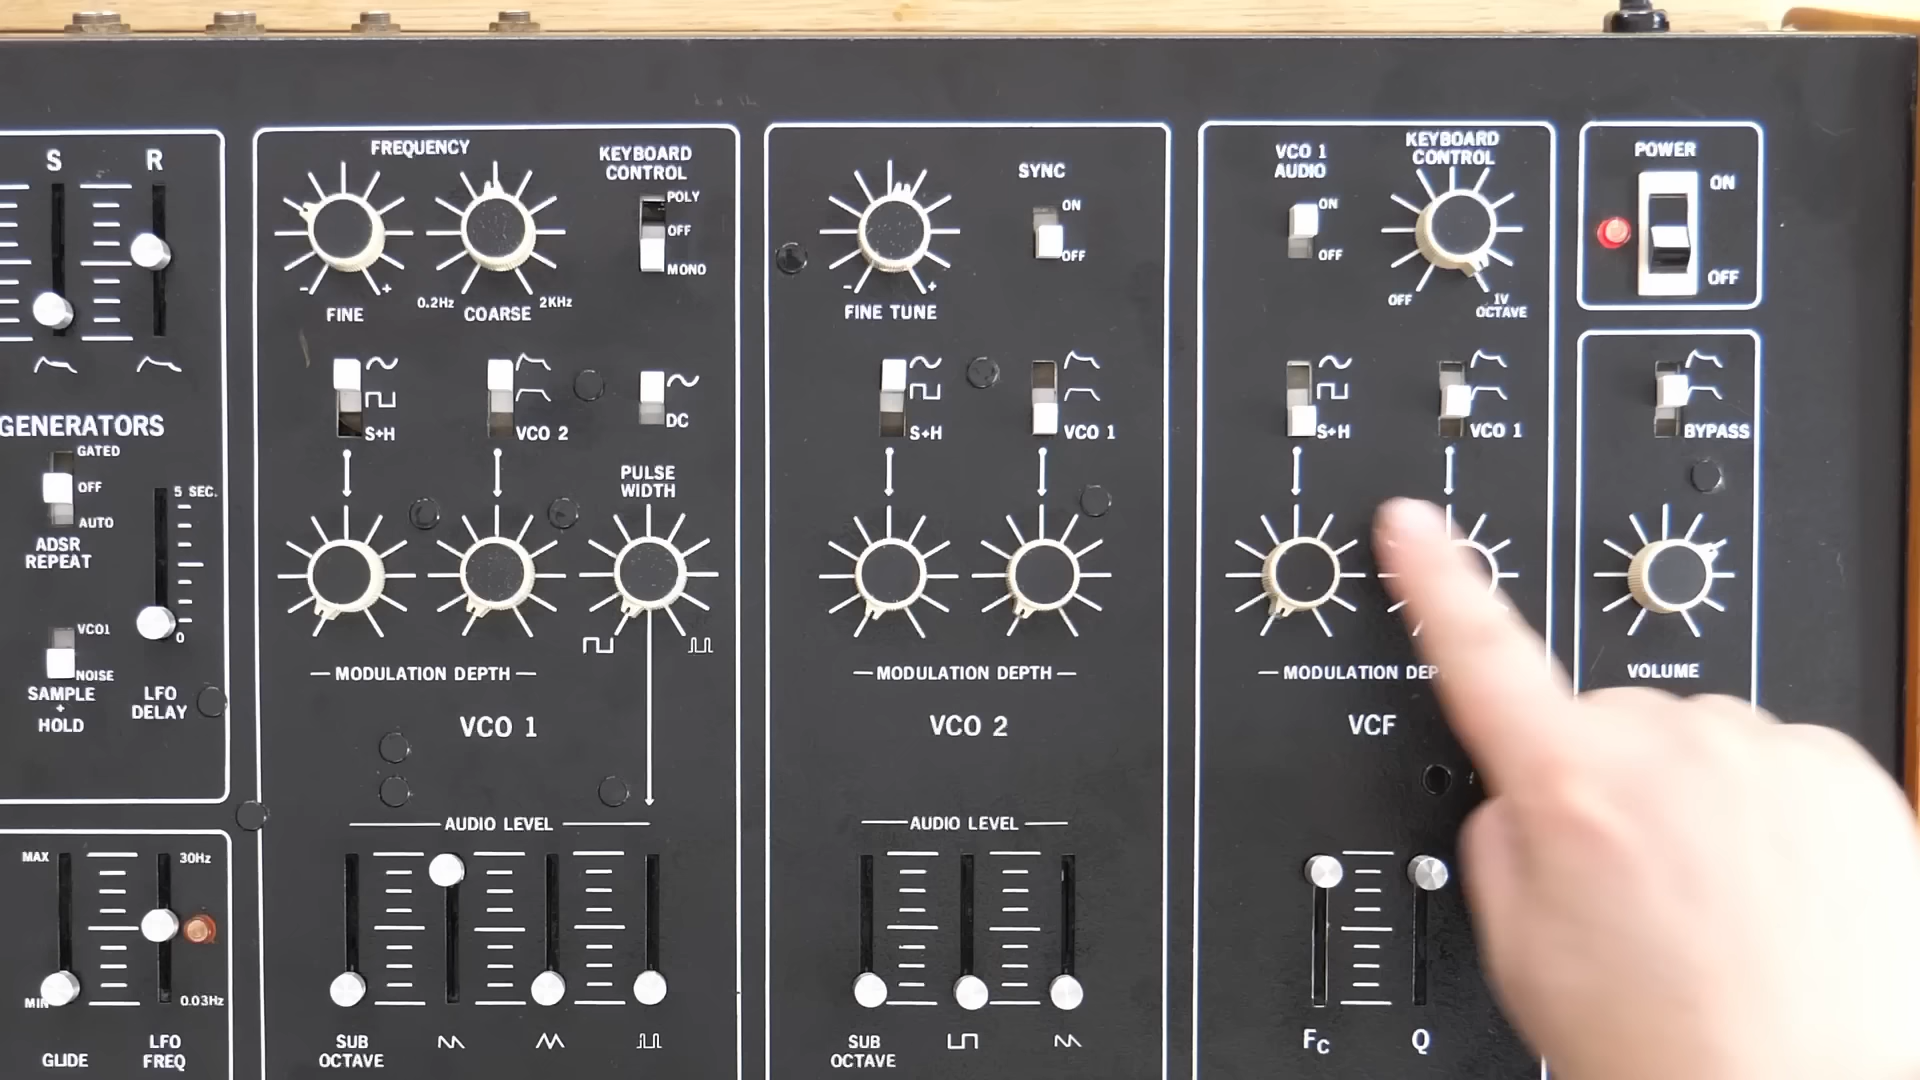 S R
GENERATORS
GATED
OFF
AUTO
ADSR
REPEAT
5 SEC.
0
VCO1
NOISE
SAMPLE
+
HOLD
LFO
DELAY
MAX
MIN
GLIDE
30Hz
0.03Hz
LFO
FREQ
FREQUENCY
- +
FINE
0.2Hz 2KHz
COARSE
KEYBOARD
CONTROL
POLY
OFF
MONO
S+H
VCO 2
DC
PULSE
WIDTH
MODULATION DEPTH
VCO 1
AUDIO LEVEL
SUB
OCTAVE
- +
FINE TUNE
SYNC
ON
OFF
S+H
VCO 1
MODULATION DEPTH
VCO 2
AUDIO LEVEL
SUB
OCTAVE
VCO 1
AUDIO
ON
OFF
KEYBOARD
CONTROL
OFF
1V
OCTAVE
S+H
VCO 1
MODULATION DEP
VCF
FC
Q
POWER
ON
OFF
BYPASS
VOLUME